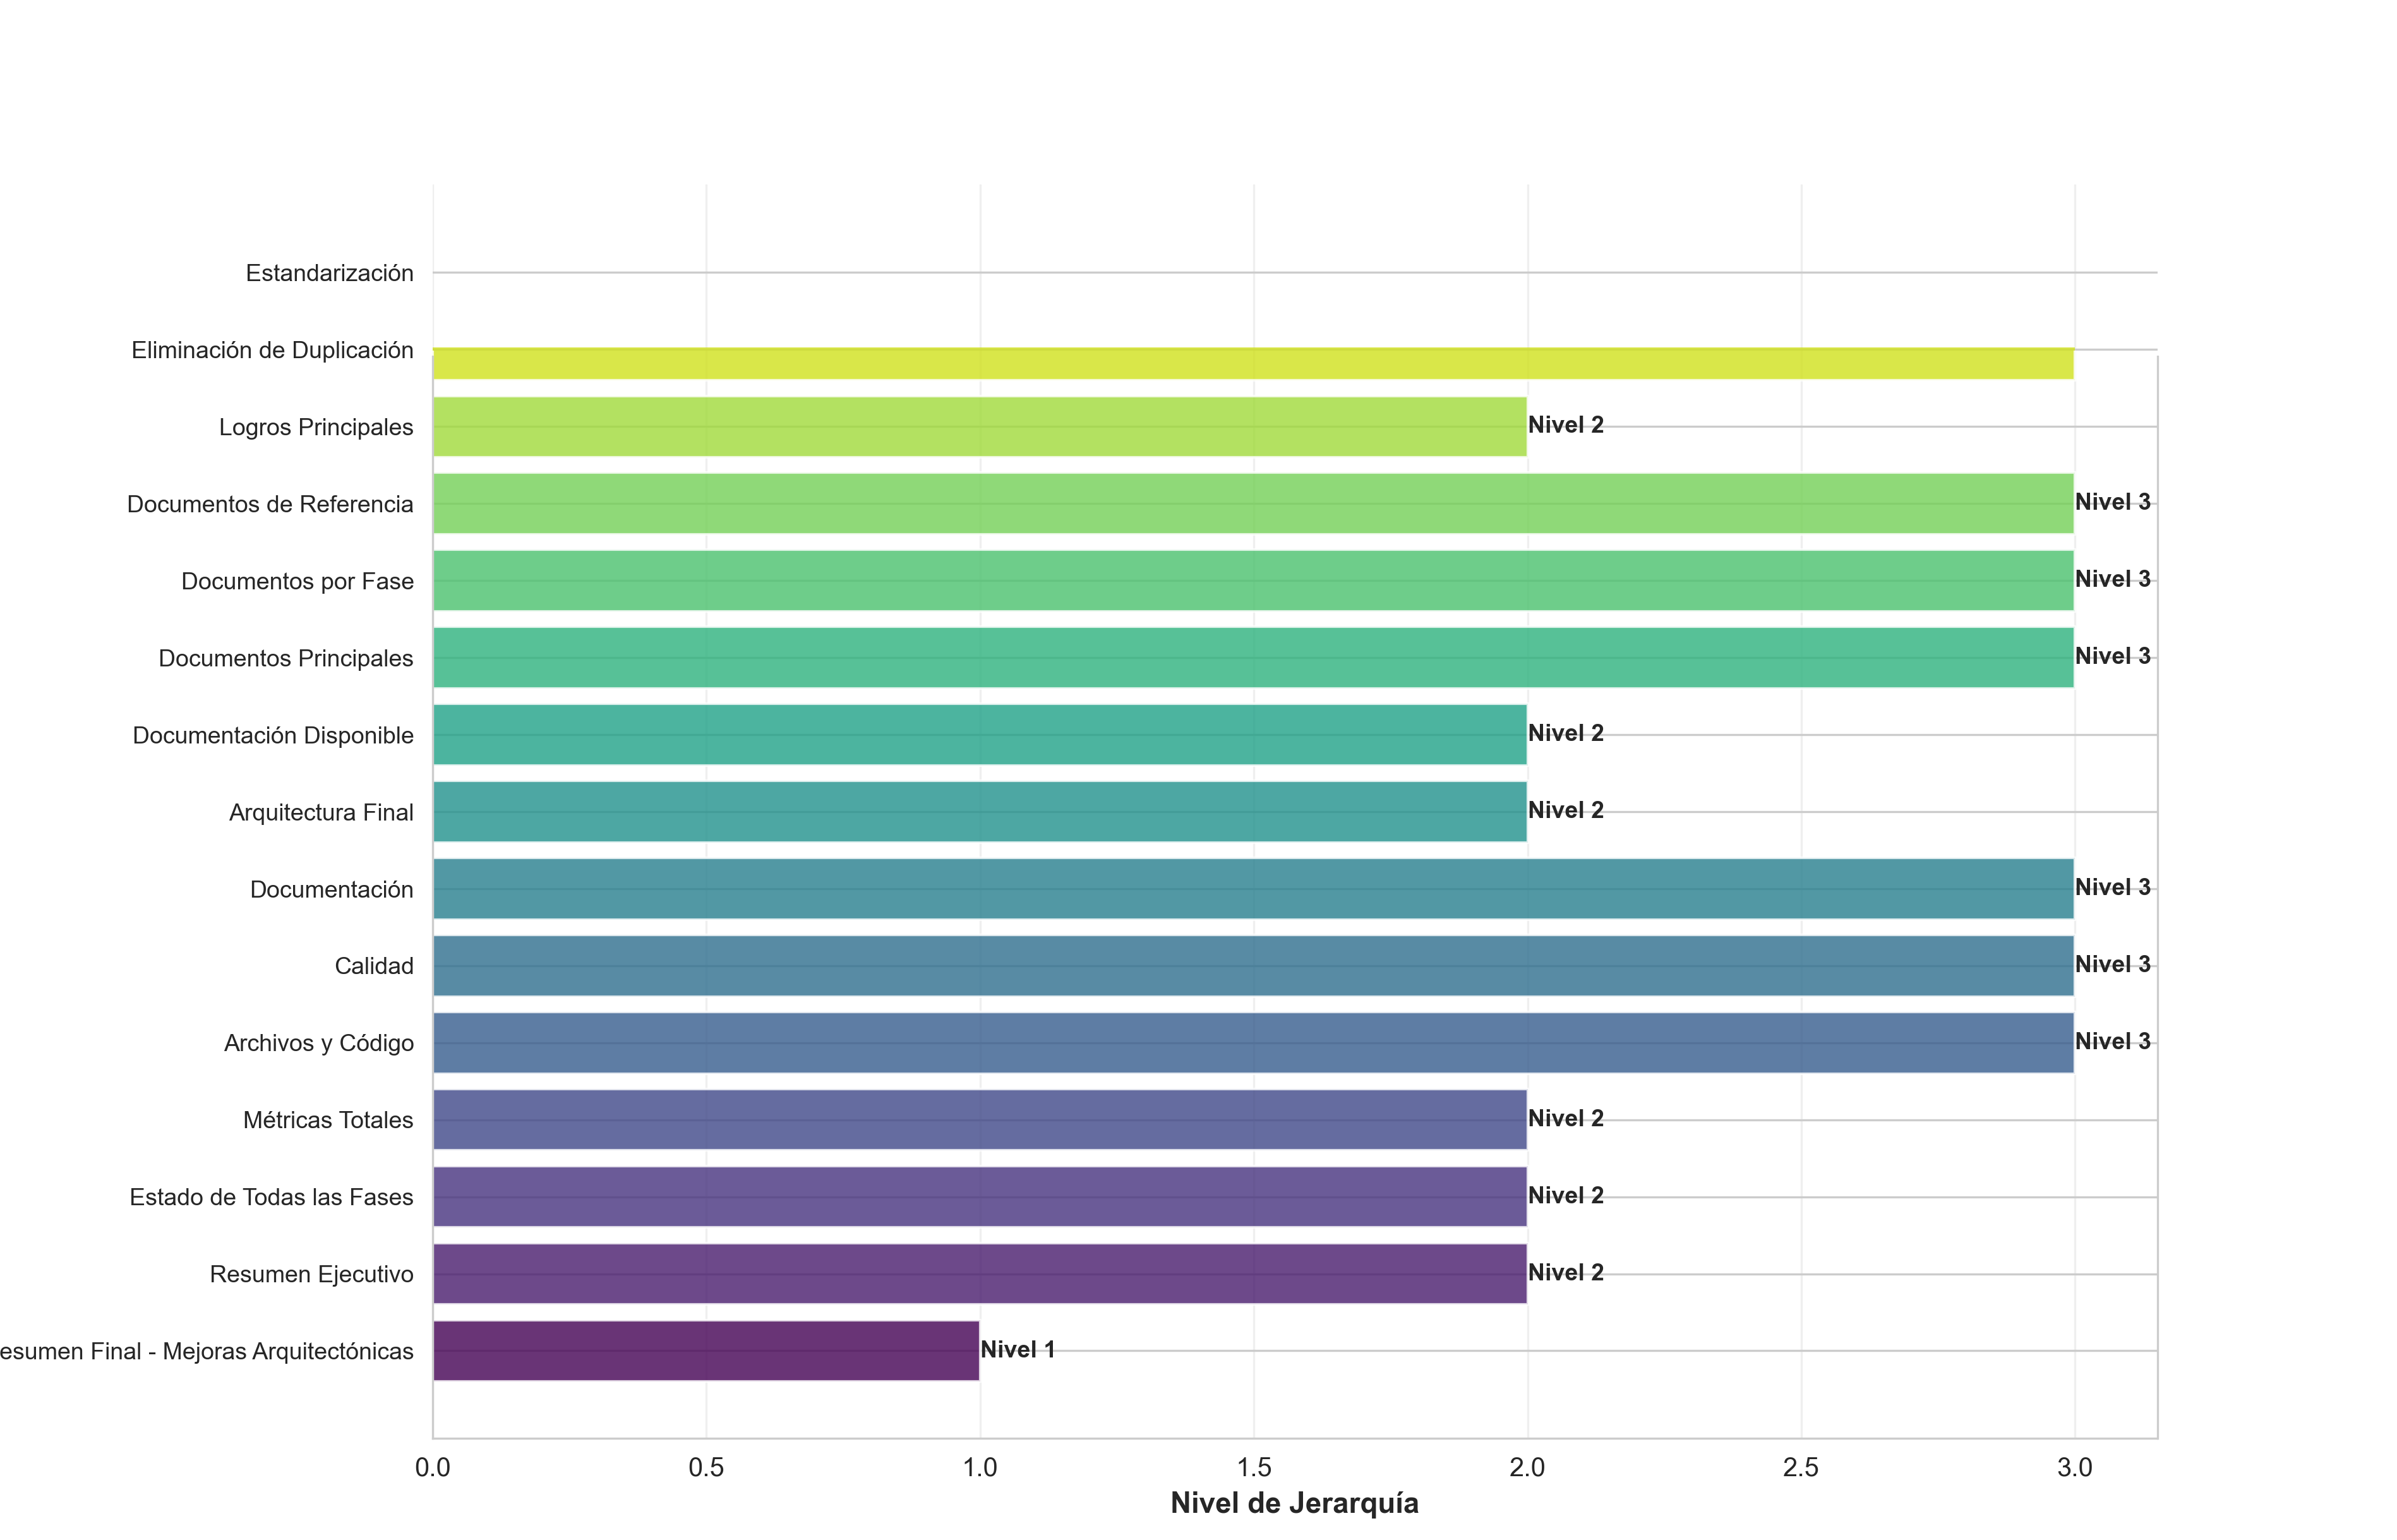 Estandarización
Eliminación de Duplicación
Logros Principales Nivel 2
Documentos de Referencia Nivel 3
Documentos por Fase Nivel 3
Documentos Principales Nivel 3
Documentación Disponible Nivel 2
Arquitectura Final Nivel 2
Documentación Nivel 3
Calidad Nivel 3
Archivos y Código Nivel 3
Métricas Totales Nivel 2
Estado de Todas las Fases Nivel 2
Resumen Ejecutivo Nivel 2
esumen Final - Mejoras Arquitectónicas Nivel 1
0.0 0.5 1.0 1.5 2.0 2.5 3.0
Nivel de Jerarquía